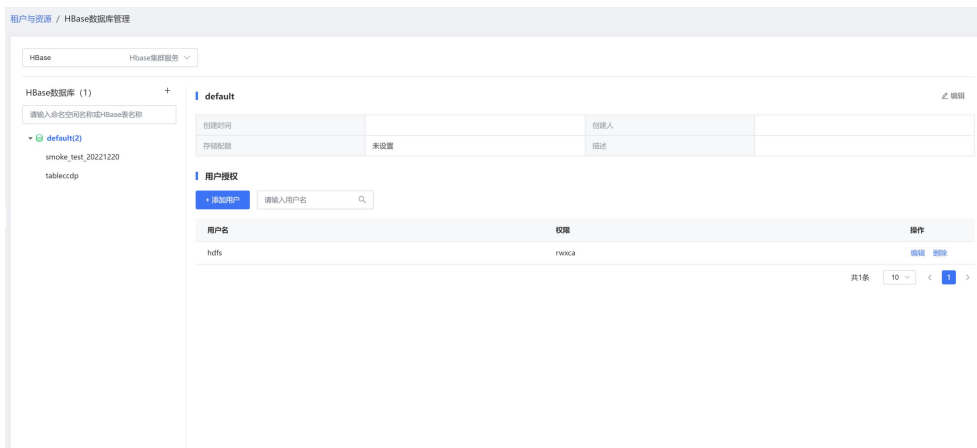 租户与资源 / HBase数据库管理
HBase Hbase集群服务
HBase数据库（1） +
请输入命名空间名称或HBase表名称
default(2)
smoke_test_20221220
tableccdp
default 编辑
创建时间 创建人
存储配额 未设置 描述
用户授权
+ 添加用户 请输入用户名
用户名 权限 操作
hdfs rwxca 编辑 删除
共1条 10 < 1 >